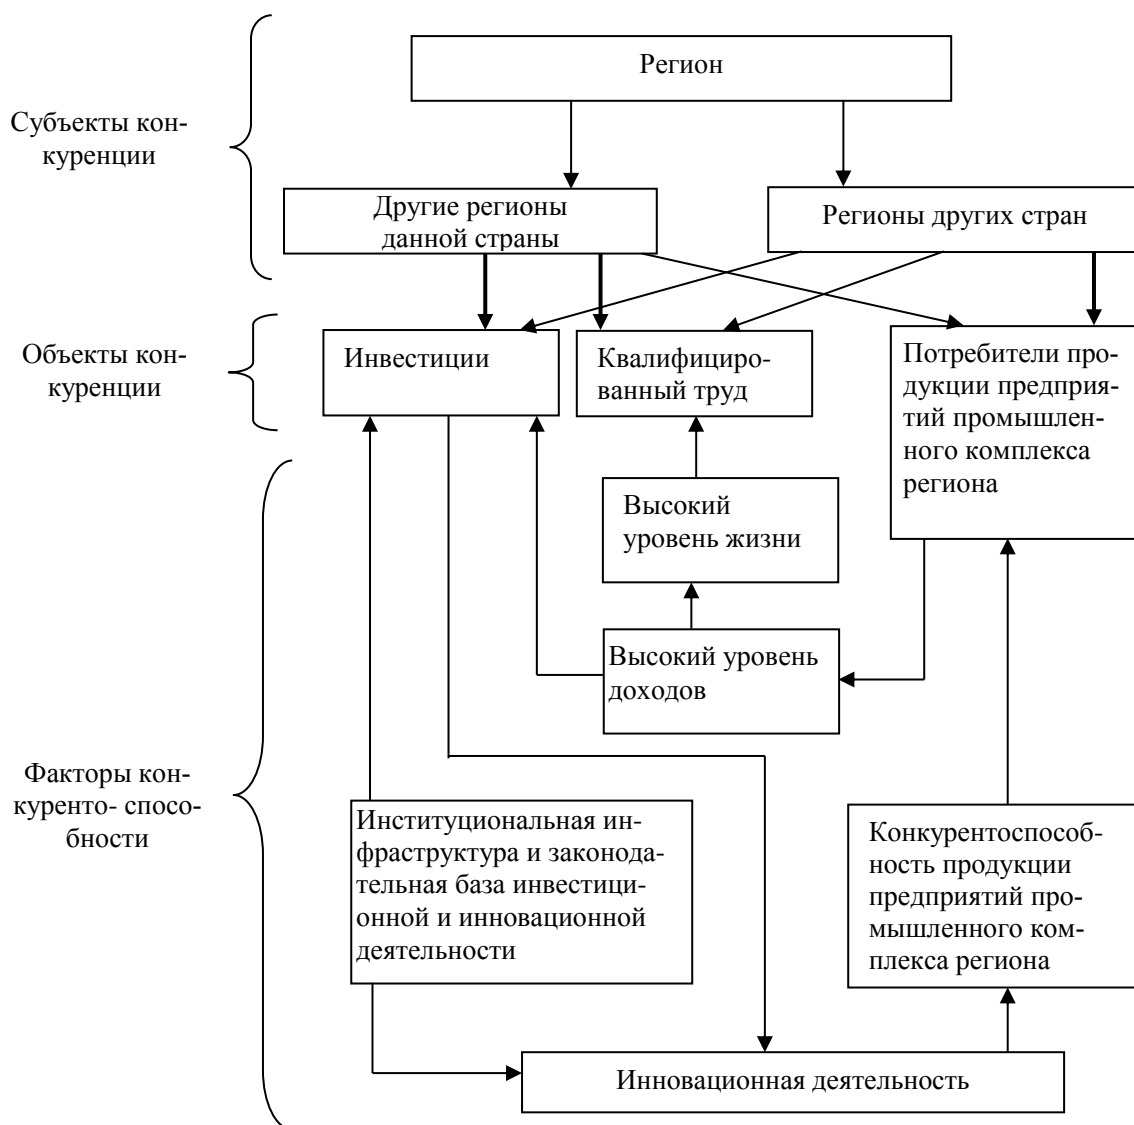 Регион
Субъекты кон-
куренции
Другие регионы
данной страны
Регионы других стран
Объекты кон-
куренции
Инвестиции
Квалифициро-
ванный труд
Потребители про-
дукции предприя-
тий промышлен-
ного комплекса
региона
Высокий
уровень жизни
Высокий уровень
доходов
Факторы кон-
куренто- спосо-
бности
Институциональная ин-
фраструктура и законода-
тельная база инвестици-
онной и инновационной
деятельности
Конкурентоспособ-
ность продукции
предприятий про-
мышленного ком-
плекса региона
Инновационная деятельность